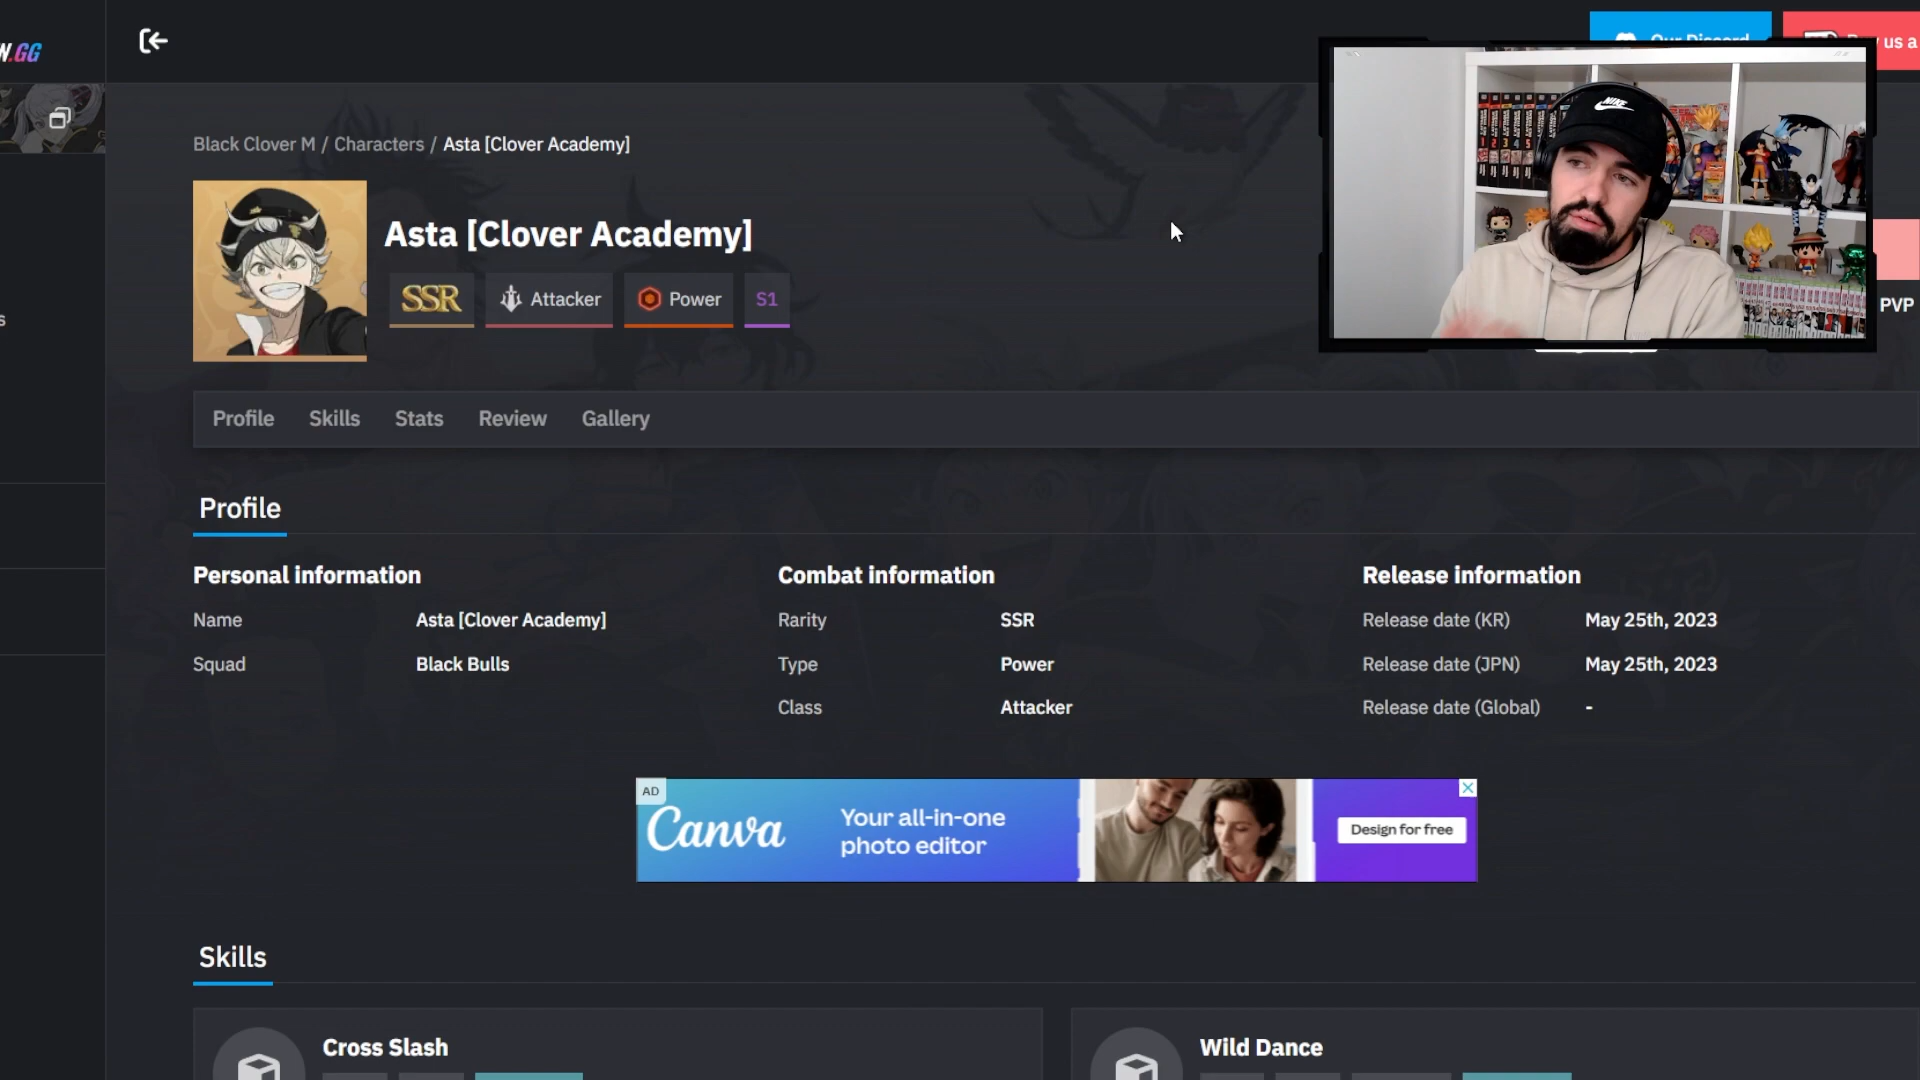 .GG
Our Discord
us a
Black Clover M / Characters / Asta [Clover Academy]
Asta [Clover Academy]
SSR
Attacker
Power
S1
PVP
Profile
Skills
Stats
Review
Gallery
Profile
Personal information
Name
Asta [Clover Academy]
Squad
Black Bulls
Combat information
Rarity
SSR
Type
Power
Class
Attacker
Release information
Release date (KR)
May 25th, 2023
Release date (JPN)
May 25th, 2023
Release date (Global)
-
AD
Canva
Your all-in-one
photo editor
Design for free
Skills
Cross Slash
Wild Dance